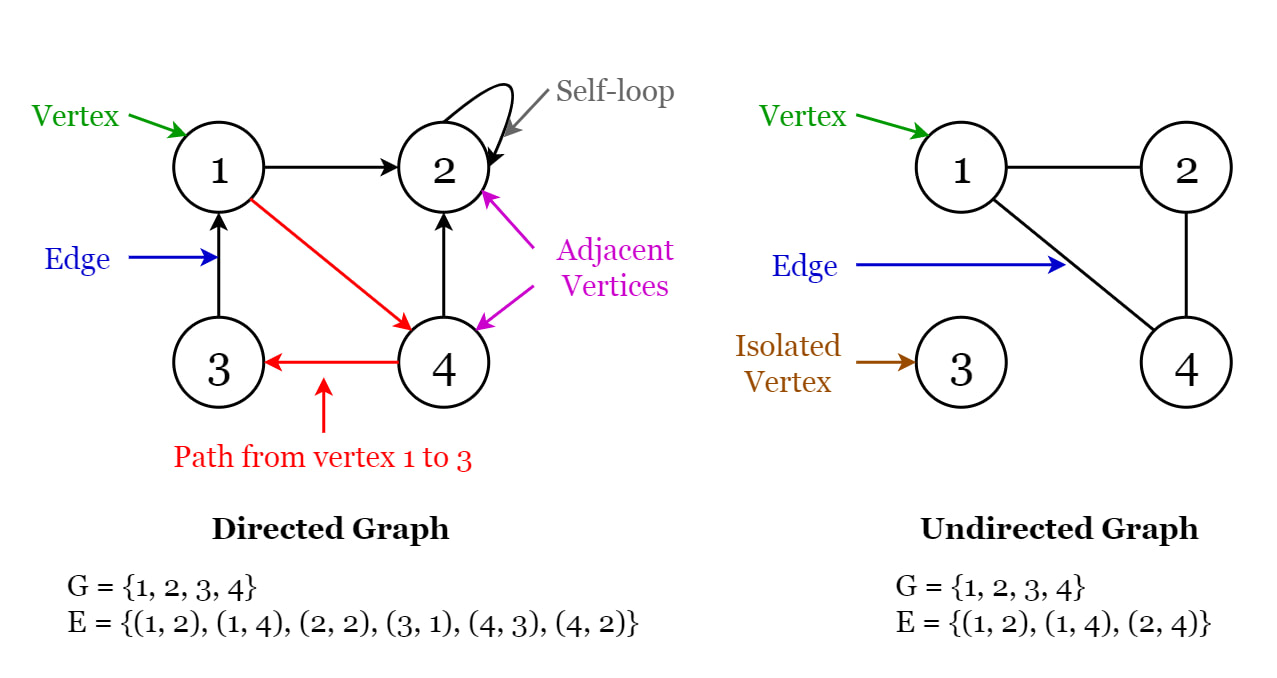 Vertex
1
2
Self-loop
Edge
Adjacent
Vertices
3
4
Path from vertex 1 to 3
Directed Graph
G = {1, 2, 3, 4}
E = {(1, 2), (1, 4), (2, 2), (3, 1), (4, 3), (4, 2)}
Vertex
1
2
Edge
Isolated
Vertex
3
4
Undirected Graph
G = {1, 2, 3, 4}
E = {(1, 2), (1, 4), (2, 4)}